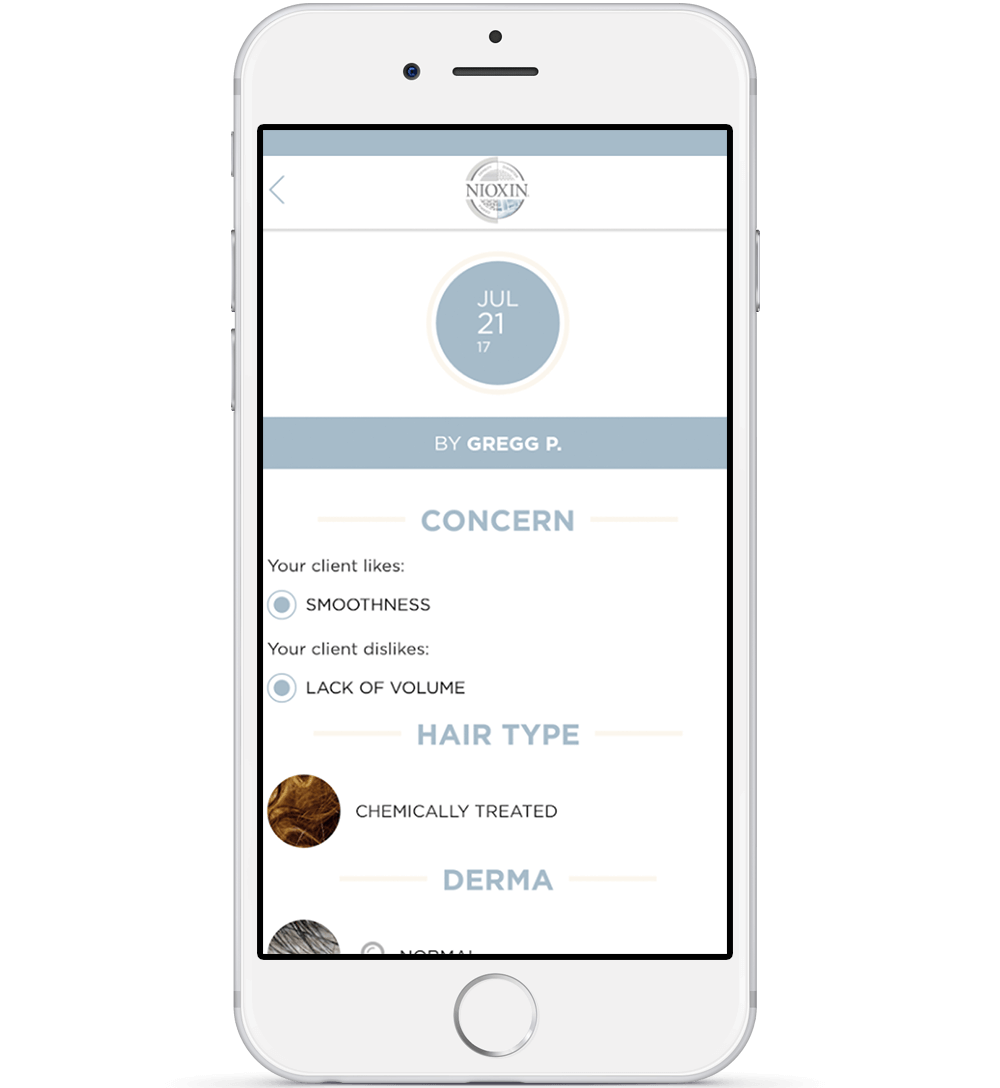 NIOXIN
JUL
21
17
BY GREGG P.
CONCERN
Your client likes:
SMOOTHNESS
Your client dislikes:
LACK OF VOLUME
HAIR TYPE
CHEMICALLY TREATED
DERMA
NORMAL